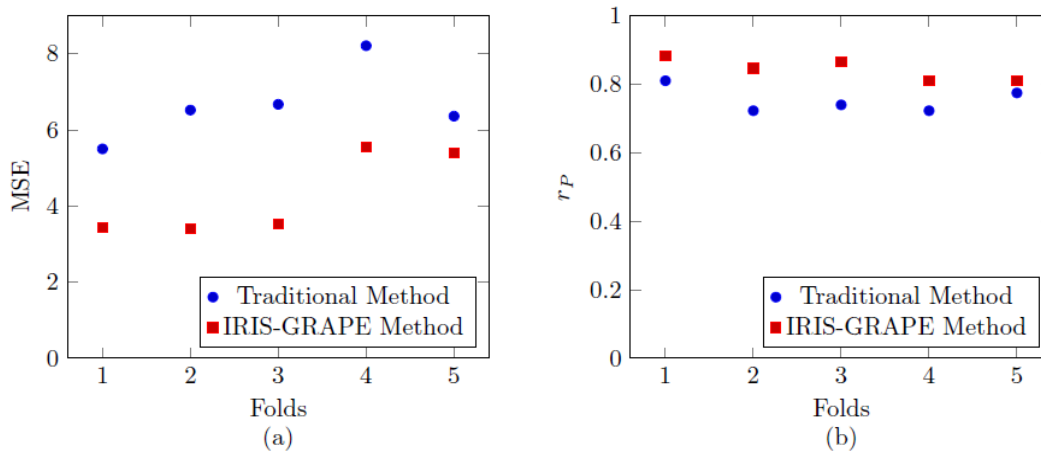 8
6
4
2
0
MSE
1 2 3 4 5
Folds
(a)
Traditional Method
IRIS-GRAPE Method
1
0.8
0.6
0.4
0.2
0
r_P
1 2 3 4 5
Folds
(b)
Traditional Method
IRIS-GRAPE Method